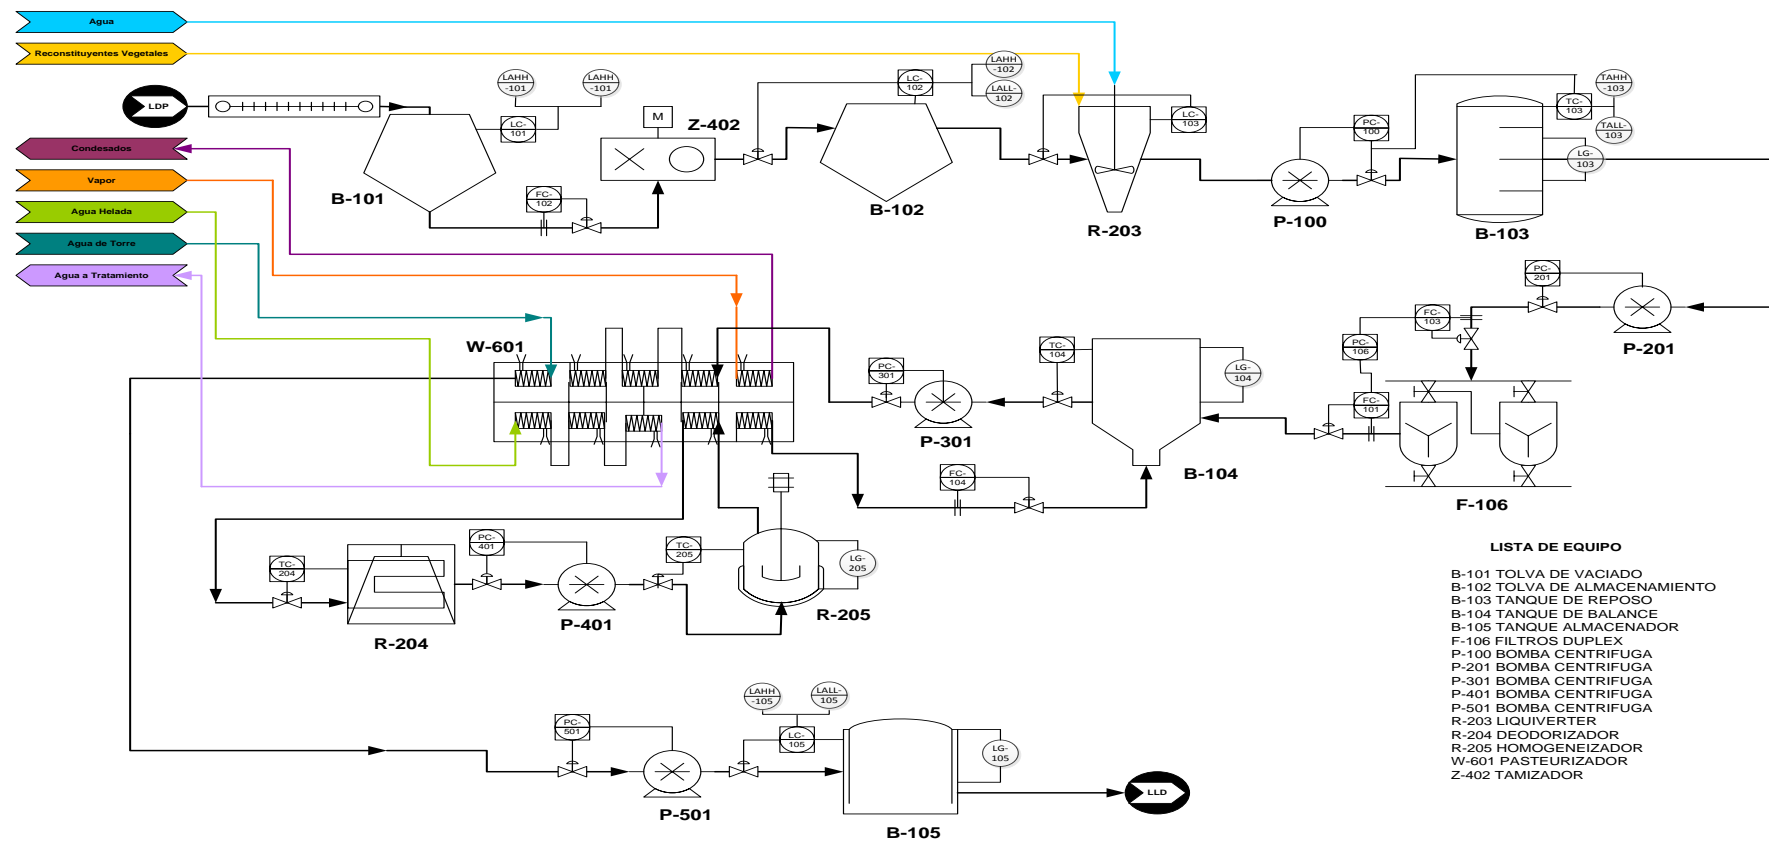 Agua
Reconstituyentes Vegetales
LDP
LAHH
-101
LAHH
-101
LC-
101
B-101
FC-
102
M
Z-402
LC-
102
LAHH
-102
LALL-
102
B-102
LC-
103
R-203
PC-
100
P-100
TC-
103
TAHH
-103
TALL-
103
LG-
103
B-103
Condesados
Vapor
Agua Helada
Agua de Torre
Agua a Tratamiento
W-601
PC-
301
P-301
TC-
104
LG-
104
B-104
FC-
104
PC-
201
P-201
FC-
103
PC-
106
FC-
101
F-106
TC-
204
R-204
PC-
401
P-401
TC-
205
LG-
205
R-205
PC-
501
P-501
LAHH
-105
LALL-
105
LC-
105
LG-
105
B-105
LLD
LISTA DE EQUIPO
B-101 TOLVA DE VACIADO
B-102 TOLVA DE ALMACENAMIENTO
B-103 TANQUE DE REPOSO
B-104 TANQUE DE BALANCE
B-105 TANQUE ALMACENADOR
F-106 FILTROS DUPLEX
P-100 BOMBA CENTRIFUGA
P-201 BOMBA CENTRIFUGA
P-301 BOMBA CENTRIFUGA
P-401 BOMBA CENTRIFUGA
P-501 BOMBA CENTRIFUGA
R-203 LIQUIVERTER
R-204 DEODORIZADOR
R-205 HOMOGENEIZADOR
W-601 PASTEURIZADOR
Z-402 TAMIZADOR